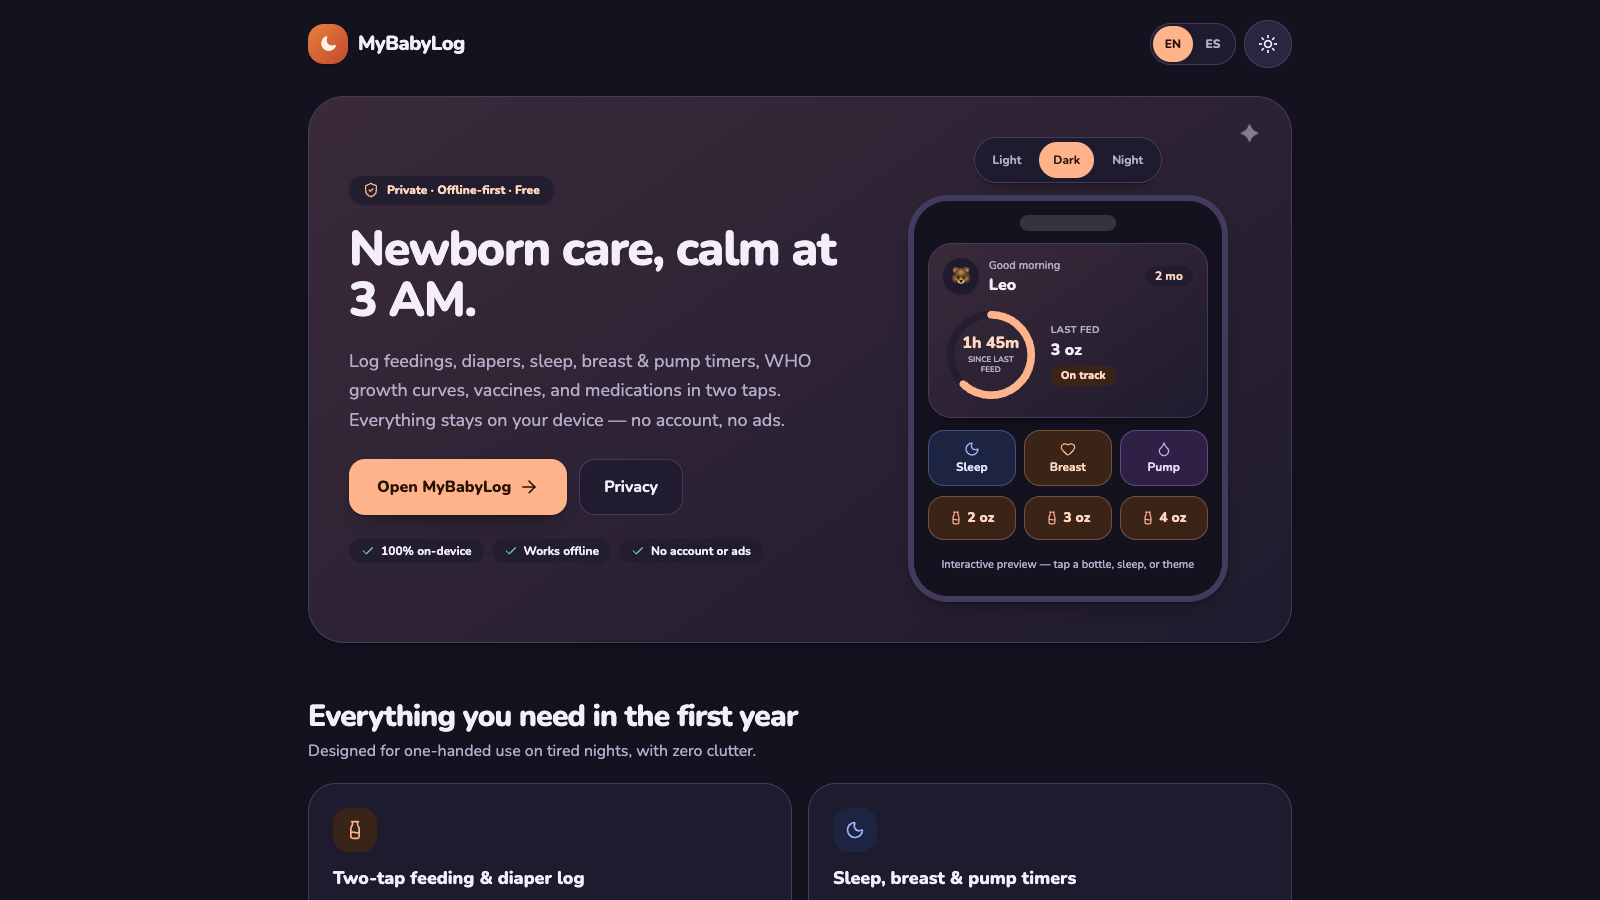 MyBabyLog
EN ES
Private · Offline-first · Free
Newborn care, calm at
3 AM.
Log feedings, diapers, sleep, breast & pump timers, WHO
growth curves, vaccines, and medications in two taps.
Everything stays on your device — no account, no ads.
Open MyBabyLog
Privacy
100% on-device
Works offline
No account or ads
Light Dark Night
Good morning
Leo
2 mo
1h 45m
SINCE LAST
FEED
LAST FED
3 oz
On track
Sleep
Breast
Pump
2 oz
3 oz
4 oz
Interactive preview — tap a bottle, sleep, or theme
Everything you need in the first year
Designed for one-handed use on tired nights, with zero clutter.
Two-tap feeding & diaper log
Sleep, breast & pump timers